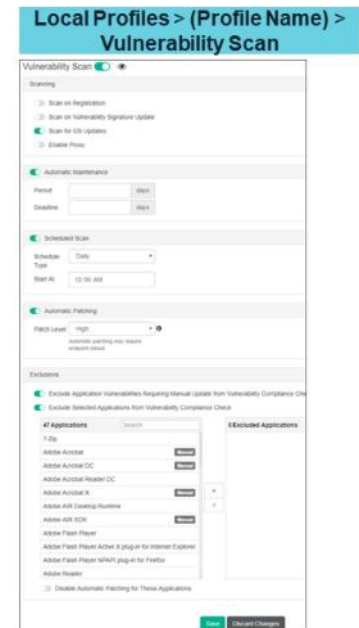 Local Profiles > (Profile Name) >
Vulnerability Scan
Vulnerability Scan
Scanning
Scan on Registration
Scan on Vulnerability Signature Update
Scan for OS Updates
Enable Proxy
Automatic Maintenance
Period days
Deadline days
Scheduled Scan
Schedule Type Daily
Start At 10:00 AM
Automatic Patching
Patch Level High
Automatic patching may require
endpoint reboot
Exclusions
Exclude Application Vulnerabilities Requiring Manual Update from Vulnerability Compliance Che
Exclude Selected Applications from Vulnerability Compliance Check
47 Applications Search 0 Excluded Applications
7-Zip
Adobe Acrobat Manual
Adobe Acrobat DC Manual
Adobe Acrobat Reader DC
Adobe Acrobat X Manual
Adobe AIR Desktop Runtime
Adobe AIR SDK Manual
Adobe Flash Player
Adobe Flash Player Active X plug-in for Internet Explorer
Adobe Flash Player NPAPI plug-in for Firefox
Adobe Reader
Disable Automatic Patching for These Applications
Save Discard Changes